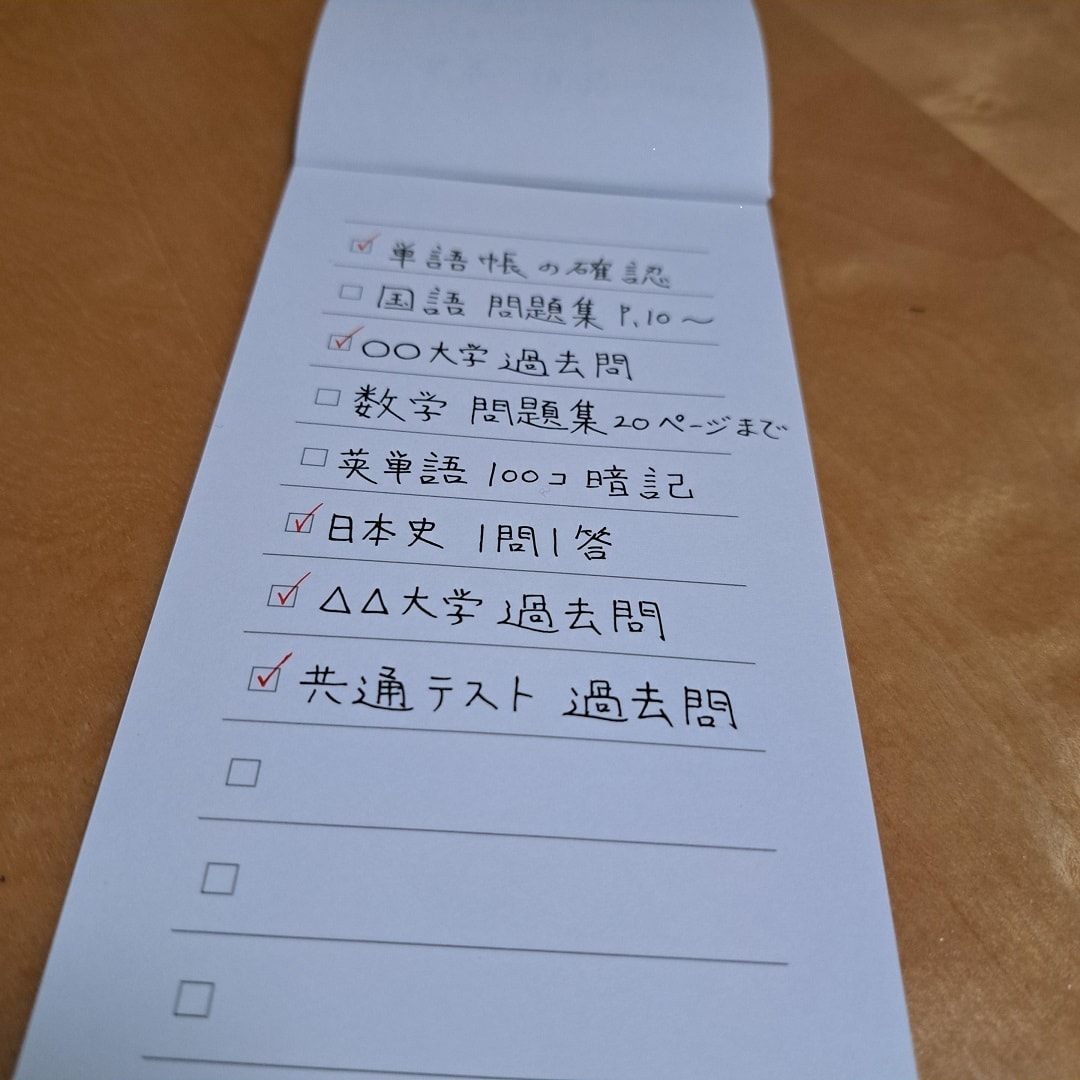 ☑ 単語帳の確認
☐ 国語 問題集 P.10〜
☑ 〇〇大学 過去問
☐ 数学 問題集20ページまで
☐ 英単語 100コ 暗記
☑ 日本史 1問1答
☑ △△大学 過去問
☑ 共通テスト 過去問
☐
☐
☐